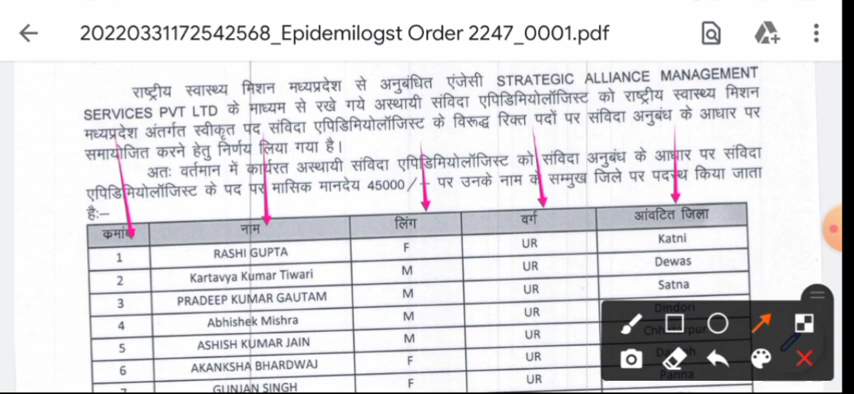 20220331172542568_Epidemilogst Order 2247_0001.pdf
राष्ट्रीय स्वास्थ्य मिशन मध्यप्रदेश से अनुबंधित एंजेसी STRATEGIC ALLIANCE MANAGEMENT
SERVICES PVT LTD के माध्यम से रखे गये अस्थायी संविदा एपिडिमियोलॉजिस्ट को राष्ट्रीय स्वास्थ्य मिशन
मध्यप्रदेश अंतर्गत स्वीकृत पद संविदा एपिडिमियोलॉजिस्ट के विरूद्ध रिक्त पदों पर संविदा अनुबंध के आधार पर
समायोजित करने हेतु निर्णय लिया गया है।
अतः वर्तमान में कार्यरत अस्थायी संविदा एपिडिमियोलॉजिस्ट को संविदा अनुबंध के आधार पर संविदा
एपिडिमियोलॉजिस्ट के पद पर मासिक मानदेय 45000/- पर उनके नाम के सम्मुख जिले पर पदस्थ किया जाता
है:–
क्रमांक नाम लिंग वर्ग आंवटित जिला
1 RASHI GUPTA F UR Katni
2 Kartavya Kumar Tiwari M UR Dewas
3 PRADEEP KUMAR GAUTAM M UR Satna
4 Abhishek Mishra M UR Dindori
5 ASHISH KUMAR JAIN M UR
6 AKANKSHA BHARDWAJ F UR
7 GUNJAN SINGH F UR Panna